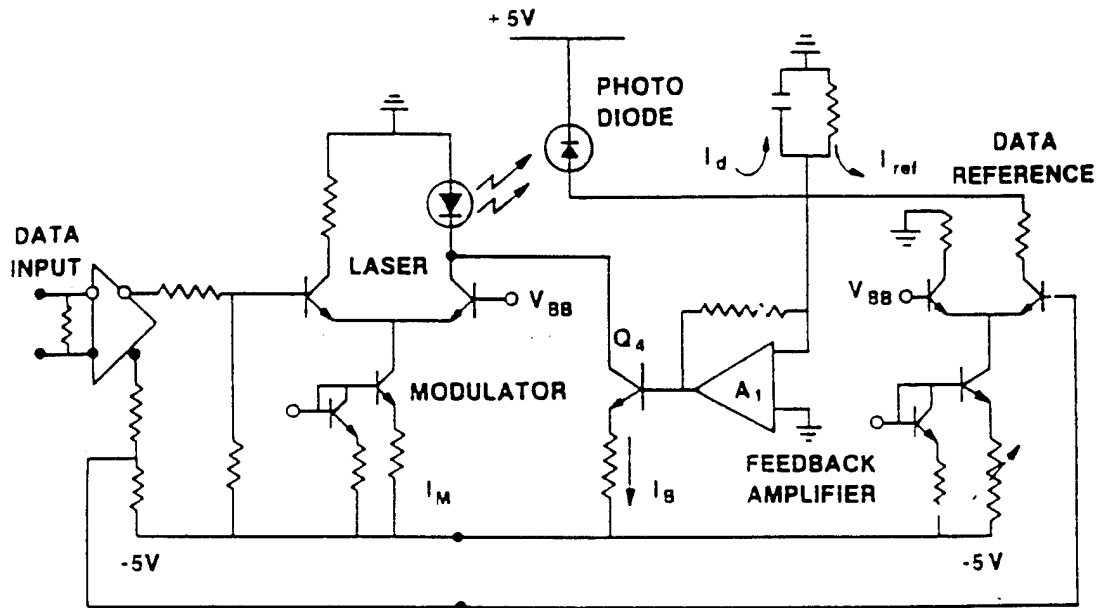 +5V
PHOTO
DIODE
I_d
I_ref
DATA
REFERENCE
DATA
INPUT
LASER
V_BB
V_BB
Q_4
A_1
MODULATOR
FEEDBACK
AMPLIFIER
I_M
I_B
-5V
-5V